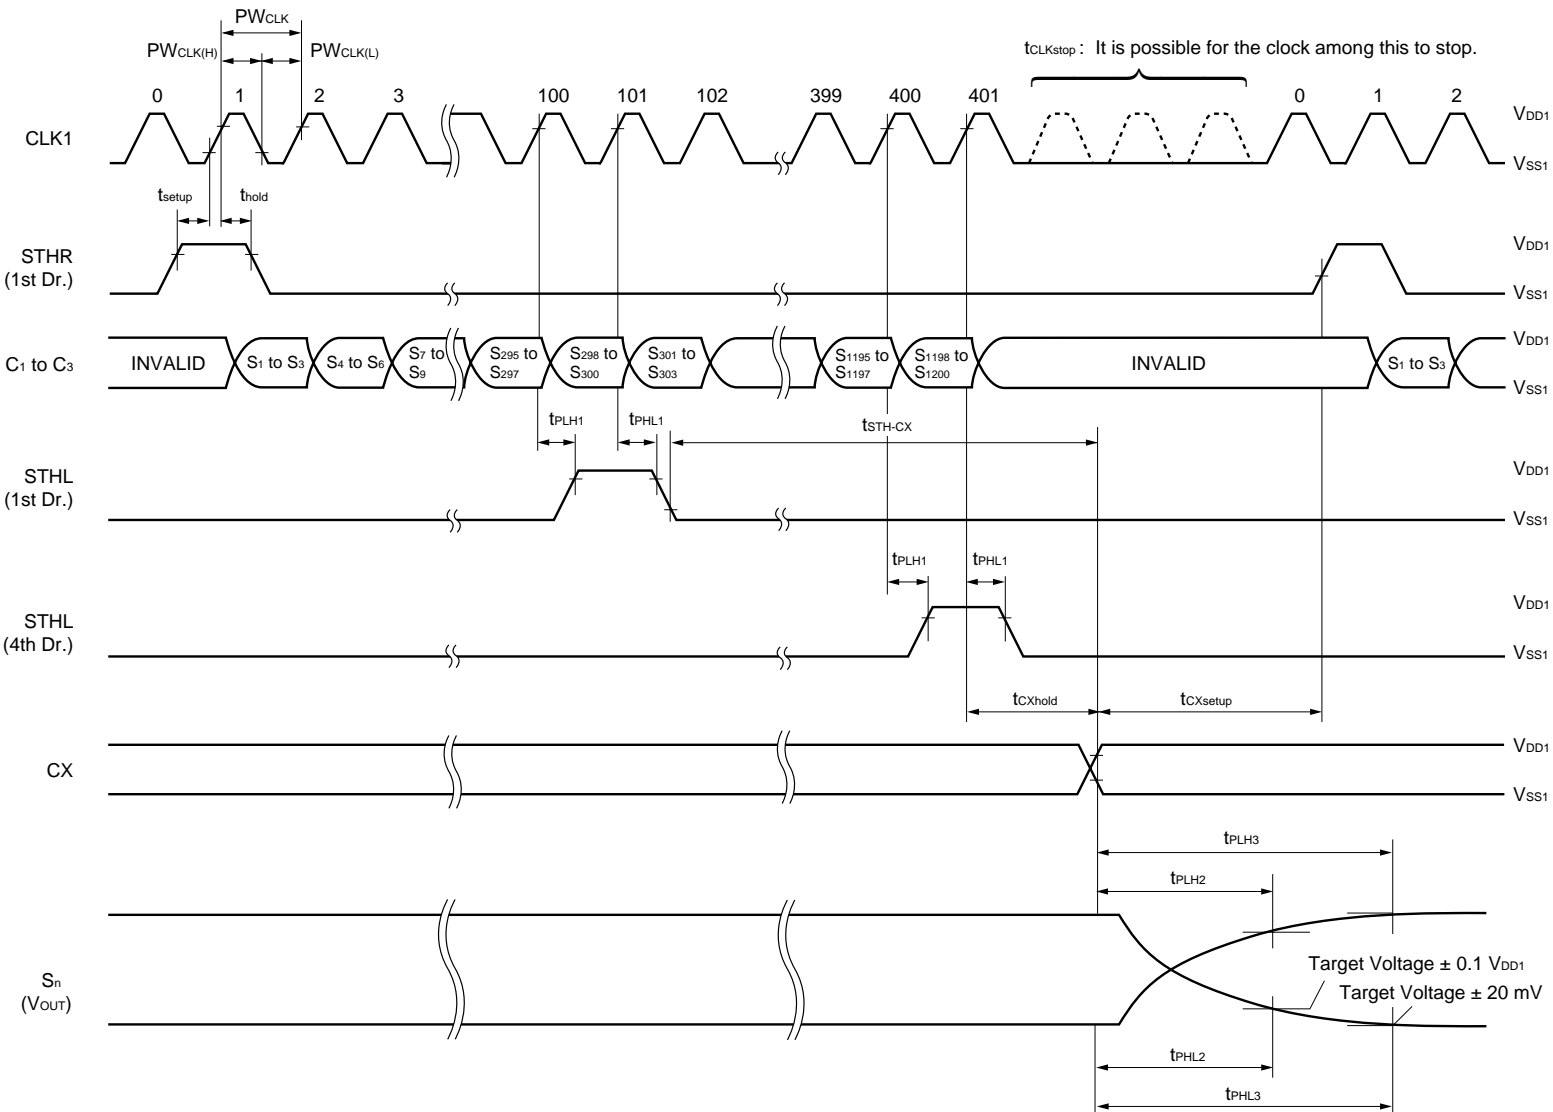 PWCLK
PWCLK(H) PWCLK(L)
tCLKstop : It is possible for the clock among this to stop.
0 1 2 3 100 101 102 399 400 401 0 1 2
CLK1
VDD1
VSS1
tsetup thold
STHR
(1st Dr.)
VDD1
VSS1
C1 to C3
INVALID
S1 to S3
S4 to S6
S7 to
S9
S295 to
S297
S298 to
S300
S301 to
S303
S1195 to
S1197
S1198 to
S1200
INVALID
S1 to S3
VDD1
VSS1
tPLH1 tPHL1 tSTH-CX
STHL
(1st Dr.)
VDD1
VSS1
tPLH1 tPHL1
STHL
(4th Dr.)
VDD1
VSS1
tCXhold tCXsetup
CX
VDD1
VSS1
tPLH3
tPLH2
Sn
(VOUT)
Target Voltage ± 0.1 VDD1
Target Voltage ± 20 mV
tPHL2
tPHL3